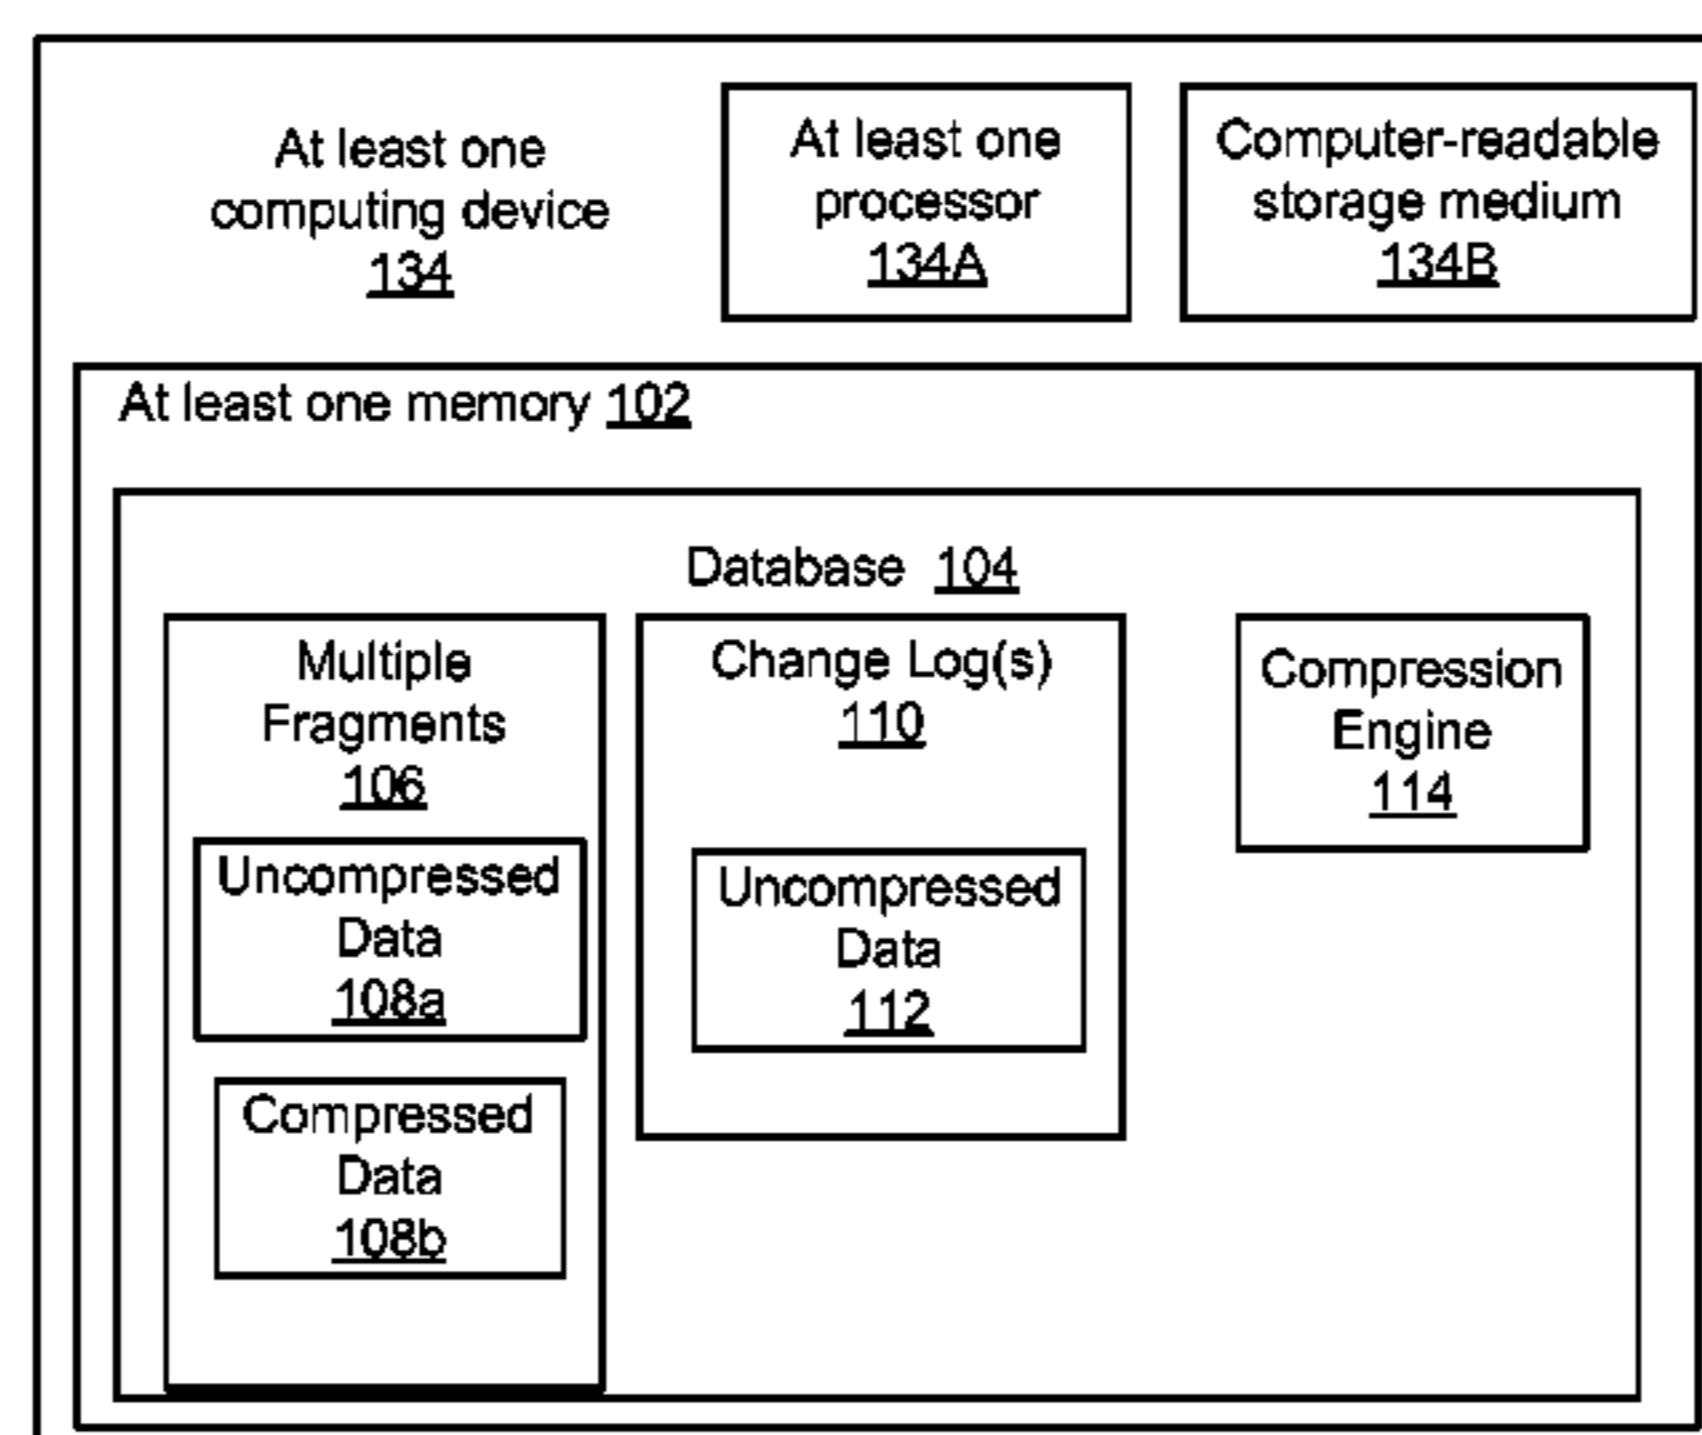 At least one
computing device
134
At least one
processor
134A
Computer-readable
storage medium
134B
At least one memory 102
Database 104
Multiple
Fragments
106
Uncompressed
Data
108a
Compressed
Data
108b
Change Log(s)
110
Uncompressed
Data
112
Compression
Engine
114